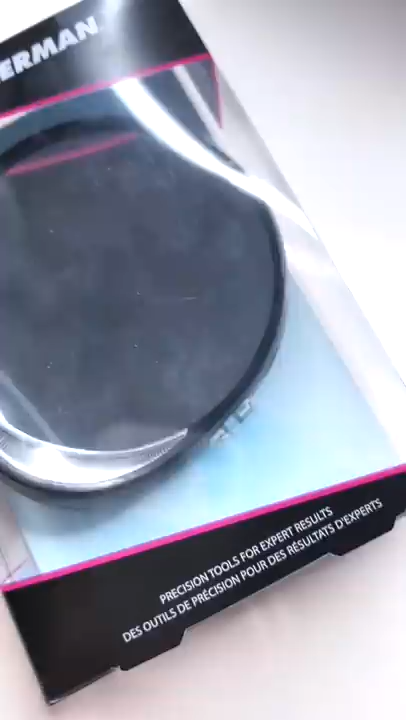 ERMAN
PRECISION TOOLS FOR EXPERT RESULTS
DES OUTILS DE PRÉCISION POUR DES RÉSULTATS D'EXPERTS